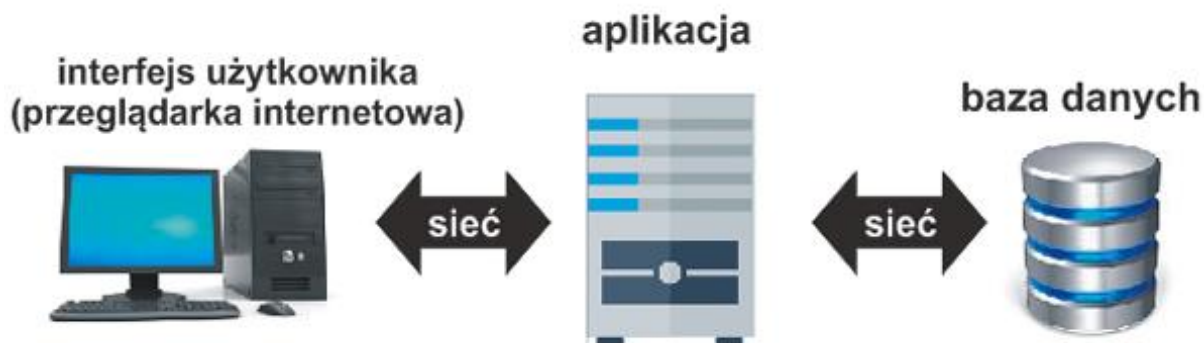 interfejs użytkownika
(przeglądarka internetowa)
aplikacja
baza danych
sieć
sieć